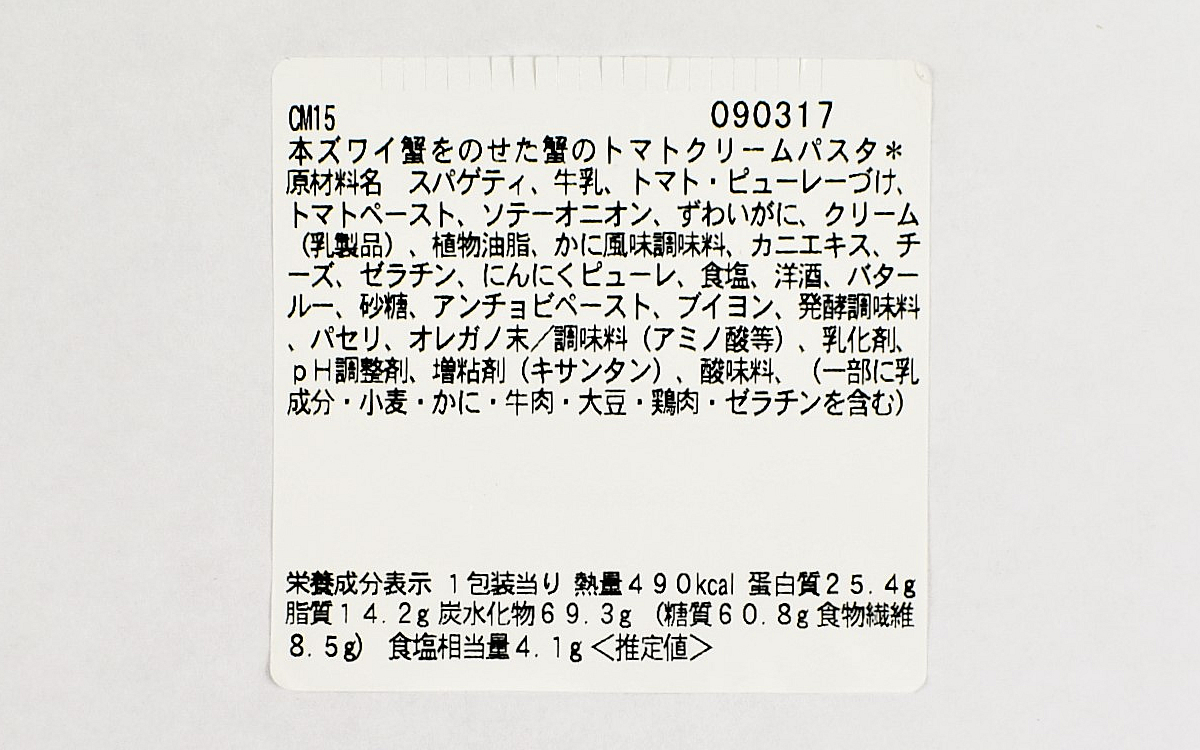 CM15 090317
本ズワイ蟹をのせた蟹のトマトクリームパスタ＊
原材料名　スパゲティ、牛乳、トマト・ピューレーづけ、
トマトペースト、ソテーオニオン、ずわいがに、クリーム
（乳製品）、植物油脂、かに風味調味料、カニエキス、チ
ーズ、ゼラチン、にんにくピューレ、食塩、洋酒、バター
ルー、砂糖、アンチョビペースト、ブイヨン、発酵調味料
、パセリ、オレガノ末／調味料（アミノ酸等）、乳化剤、
ｐＨ調整剤、増粘剤（キサンタン）、酸味料、（一部に乳
成分・小麦・かに・牛肉・大豆・鶏肉・ゼラチンを含む）
栄養成分表示 １包装当り 熱量４９０kcal 蛋白質２５.４g
脂質１４.２g 炭水化物６９.３g （糖質６０.８g 食物繊維
８.５g） 食塩相当量４.１g ＜推定値＞